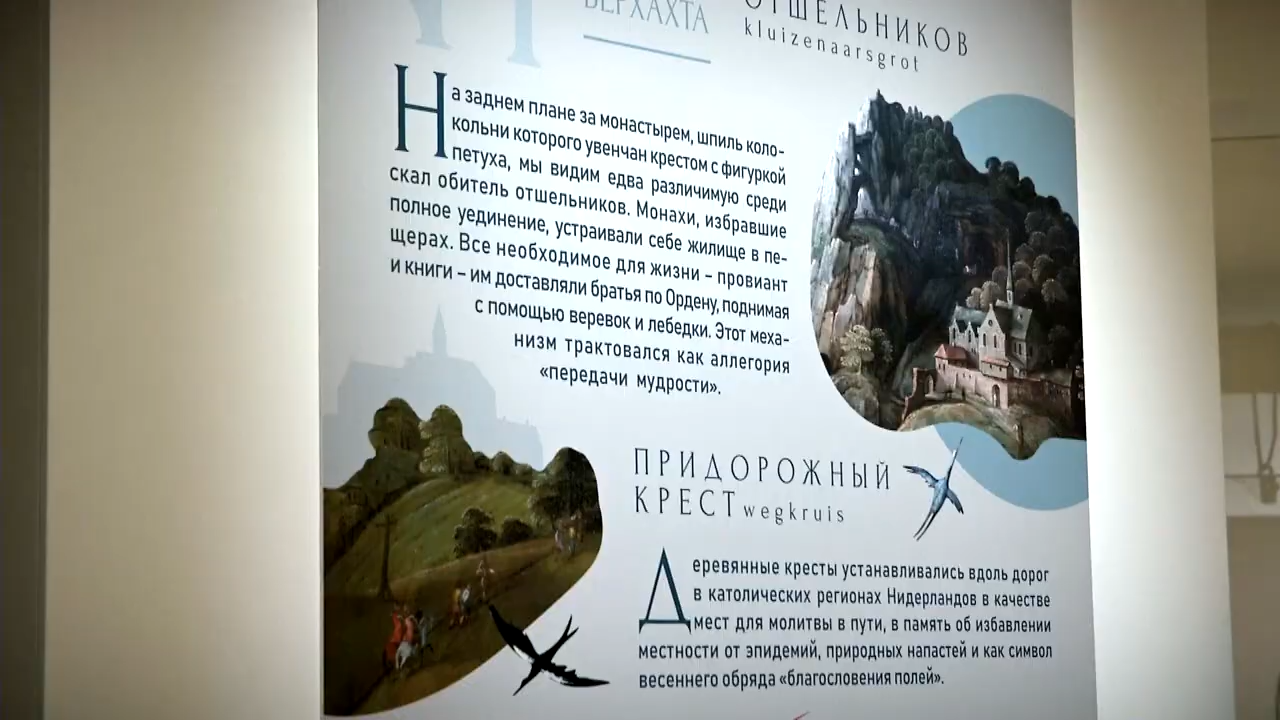 ВЕРХАХТА
ОТШЕЛЬНИКОВ
kluizenaarsgrot
На заднем плане за монастырем, шпиль коло-
кольни которого увенчан крестом с фигуркой
петуха, мы видим едва различимую среди
скал обитель отшельников. Монахи, избравшие
полное уединение, устраивали себе жилище в пе-
щерах. Все необходимое для жизни – провиант
и книги – им доставляли братья по Ордену, поднимая
с помощью веревок и лебедки. Этот меха-
низм трактовался как аллегория
«передачи мудрости».
ПРИДОРОЖНЫЙ
КРЕСТ wegkruis
Деревянные кресты устанавливались вдоль дорог
в католических регионах Нидерландов в качестве
мест для молитвы в пути, в память об избавлении
местности от эпидемий, природных напастей и как символ
весеннего обряда «благословения полей».